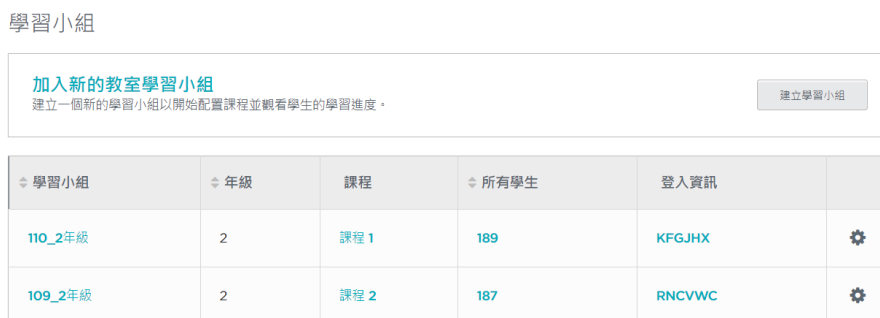 學習小組
加入新的教室學習小組
建立一個新的學習小組以開始配置課程並觀看學生的學習進度。
建立學習小組
學習小組 年級 課程 所有學生 登入資訊
110_2年級 2 課程 1 189 KFGJHX
109_2年級 2 課程 2 187 RNCVWC